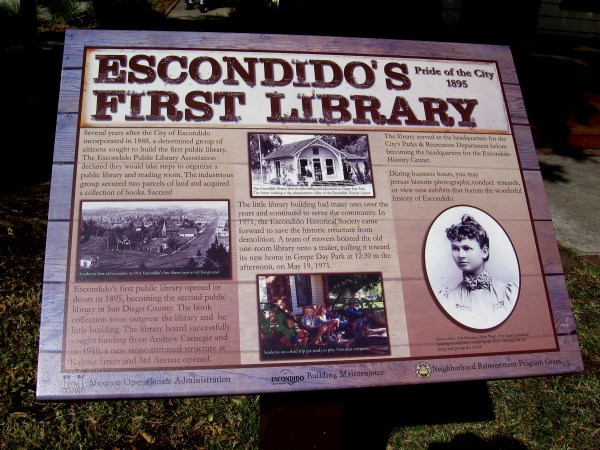 ESCONDIDO'S
FIRST LIBRARY
Pride of the City
1895
Several years after the City of Escondido
incorporated in 1888, a determined group of
citizens sought to build the first public library.
The Escondido Public Library Association
declared they would take steps to organize a
public library and reading room. The industrious
group secured two parcels of land and acquired
a collection of books. Success!
Escondido's first public library opened its
doors in 1895, becoming the second public
library in San Diego County. The book
collection soon outgrew the library and the
little building. The library board successfully
sought funding from Andrew Carnegie and
in 1910, a new stone-entranced structure at
Kalmia Street and 3rd Avenue opened.
The little library building had many uses over the
years and continued to serve the community. In
1971, the Escondido Historical Society came
forward to save the historic structure from
demolition. A team of movers hoisted the old
one-room library onto a trailer, rolling it toward
its new home in Grape Day Park at 12:30 in the
afternoon, on May 19, 1971.
The library served as the headquarters for the
City's Parks & Recreation Department before
becoming the headquarters for the Escondido
History Center.
During business hours, you may
peruse historic photographs, conduct research,
or view new exhibits that feature the wonderful
history of Escondido.
Museum Operations & Administration
ESCONDIDO Building Maintenance
Neighborhood Reinvestment Program Grant